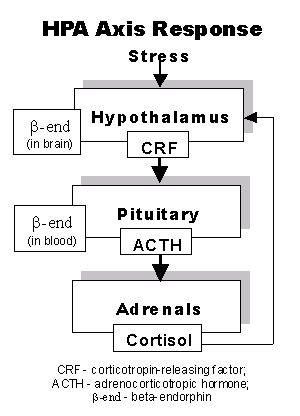 HPA Axis Response
Stress
Hypothalamus
β-end
(in brain)
CRF
Pituitary
β-end
(in blood)
ACTH
Adrenals
Cortisol
CRF - corticotropin-releasing factor;
ACTH - adrenocorticotropic hormone;
β-end - beta-endorphin